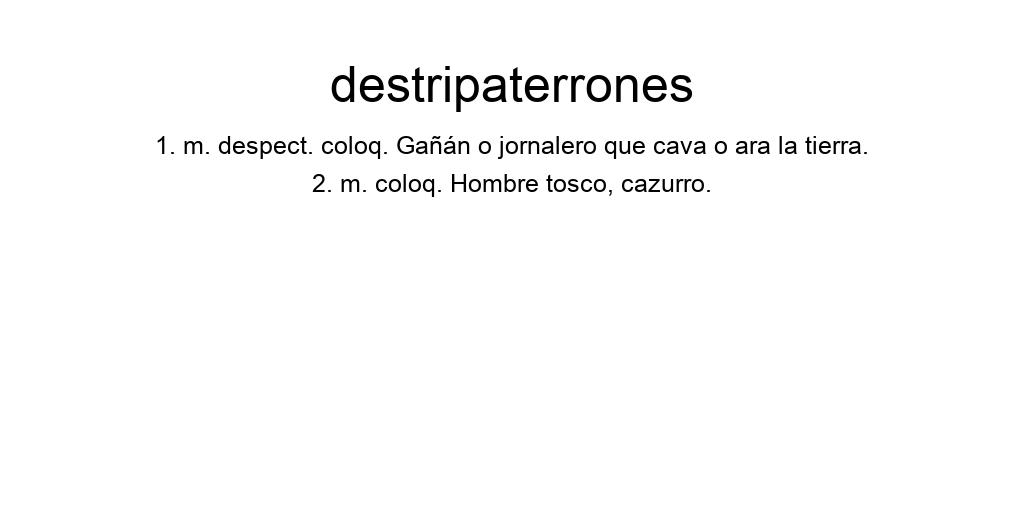 destripaterrones
1. m. despect. coloq. Gañán o jornalero que cava o ara la tierra.
2. m. coloq. Hombre tosco, cazurro.